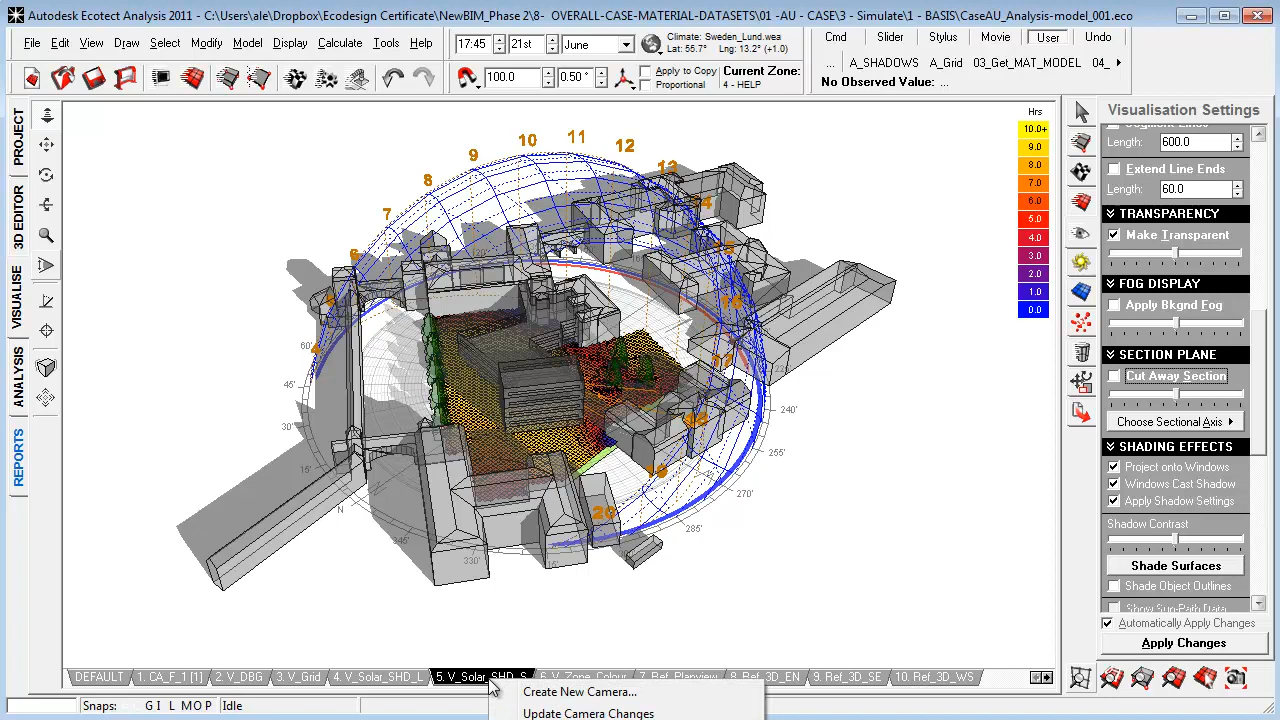 Autodesk Ecotect Analysis 2011 - C:\Users\ale\Dropbox\Ecodesign Certificate\NewBIM_Phase 2\8- OVERALL-CASE-MATERIAL-DATASETS\01 -AU - CASE\3 - Simulate\1 - BASIS\CaseAU_Analysis-model_001.eco
File Edit View Draw Select Modify Model Display Calculate Tools Help
17:45 21st June
Climate: Sweden_Lund.wea
Lat: 55.7° Lng: 13.2° (+1.0)
Cmd Slider Stylus Movie User Undo
... A_SHADOWS A_Grid 03_Get_MAT_MODEL 04_
No Observed Value: ...
100.0 0.50 °
Apply to Copy
Proportional
Current Zone:
4 - HELP
PROJECT
3D EDITOR
VISUALISE
ANALYSIS
REPORTS
Hrs
10.0+
9.0
8.0
7.0
6.0
5.0
4.0
3.0
2.0
1.0
0.0
6 7 8 9 10 11 12 13
16
18
19
20
4
60'
45'
30'
15'
N
345'
330'
285'
270'
255'
240'
Visualisation Settings
Length: 600.0
Extend Line Ends
Length: 60.0
TRANSPARENCY
Make Transparent
FOG DISPLAY
Apply Bkgnd Fog
SECTION PLANE
Cut Away Section
Choose Sectional Axis
SHADING EFFECTS
Project onto Windows
Windows Cast Shadow
Apply Shadow Settings
Shadow Contrast
Shade Surfaces
Shade Object Outlines
Show Sun-Path Data
Automatically Apply Changes
Apply Changes
DEFAULT 1. CA_F_1 [1] 2. V_DBG 3. V_Grid 4. V_Solar_SHD_L 5. V_Solar_SHD_S 6. V_Zone_Colour 7. Ref_Planview 8. Ref_3D_EN 9. Ref_3D_SE 10. Ref_3D_WS
Create New Camera...
Update Camera Changes
Snaps: G I L M O P Idle